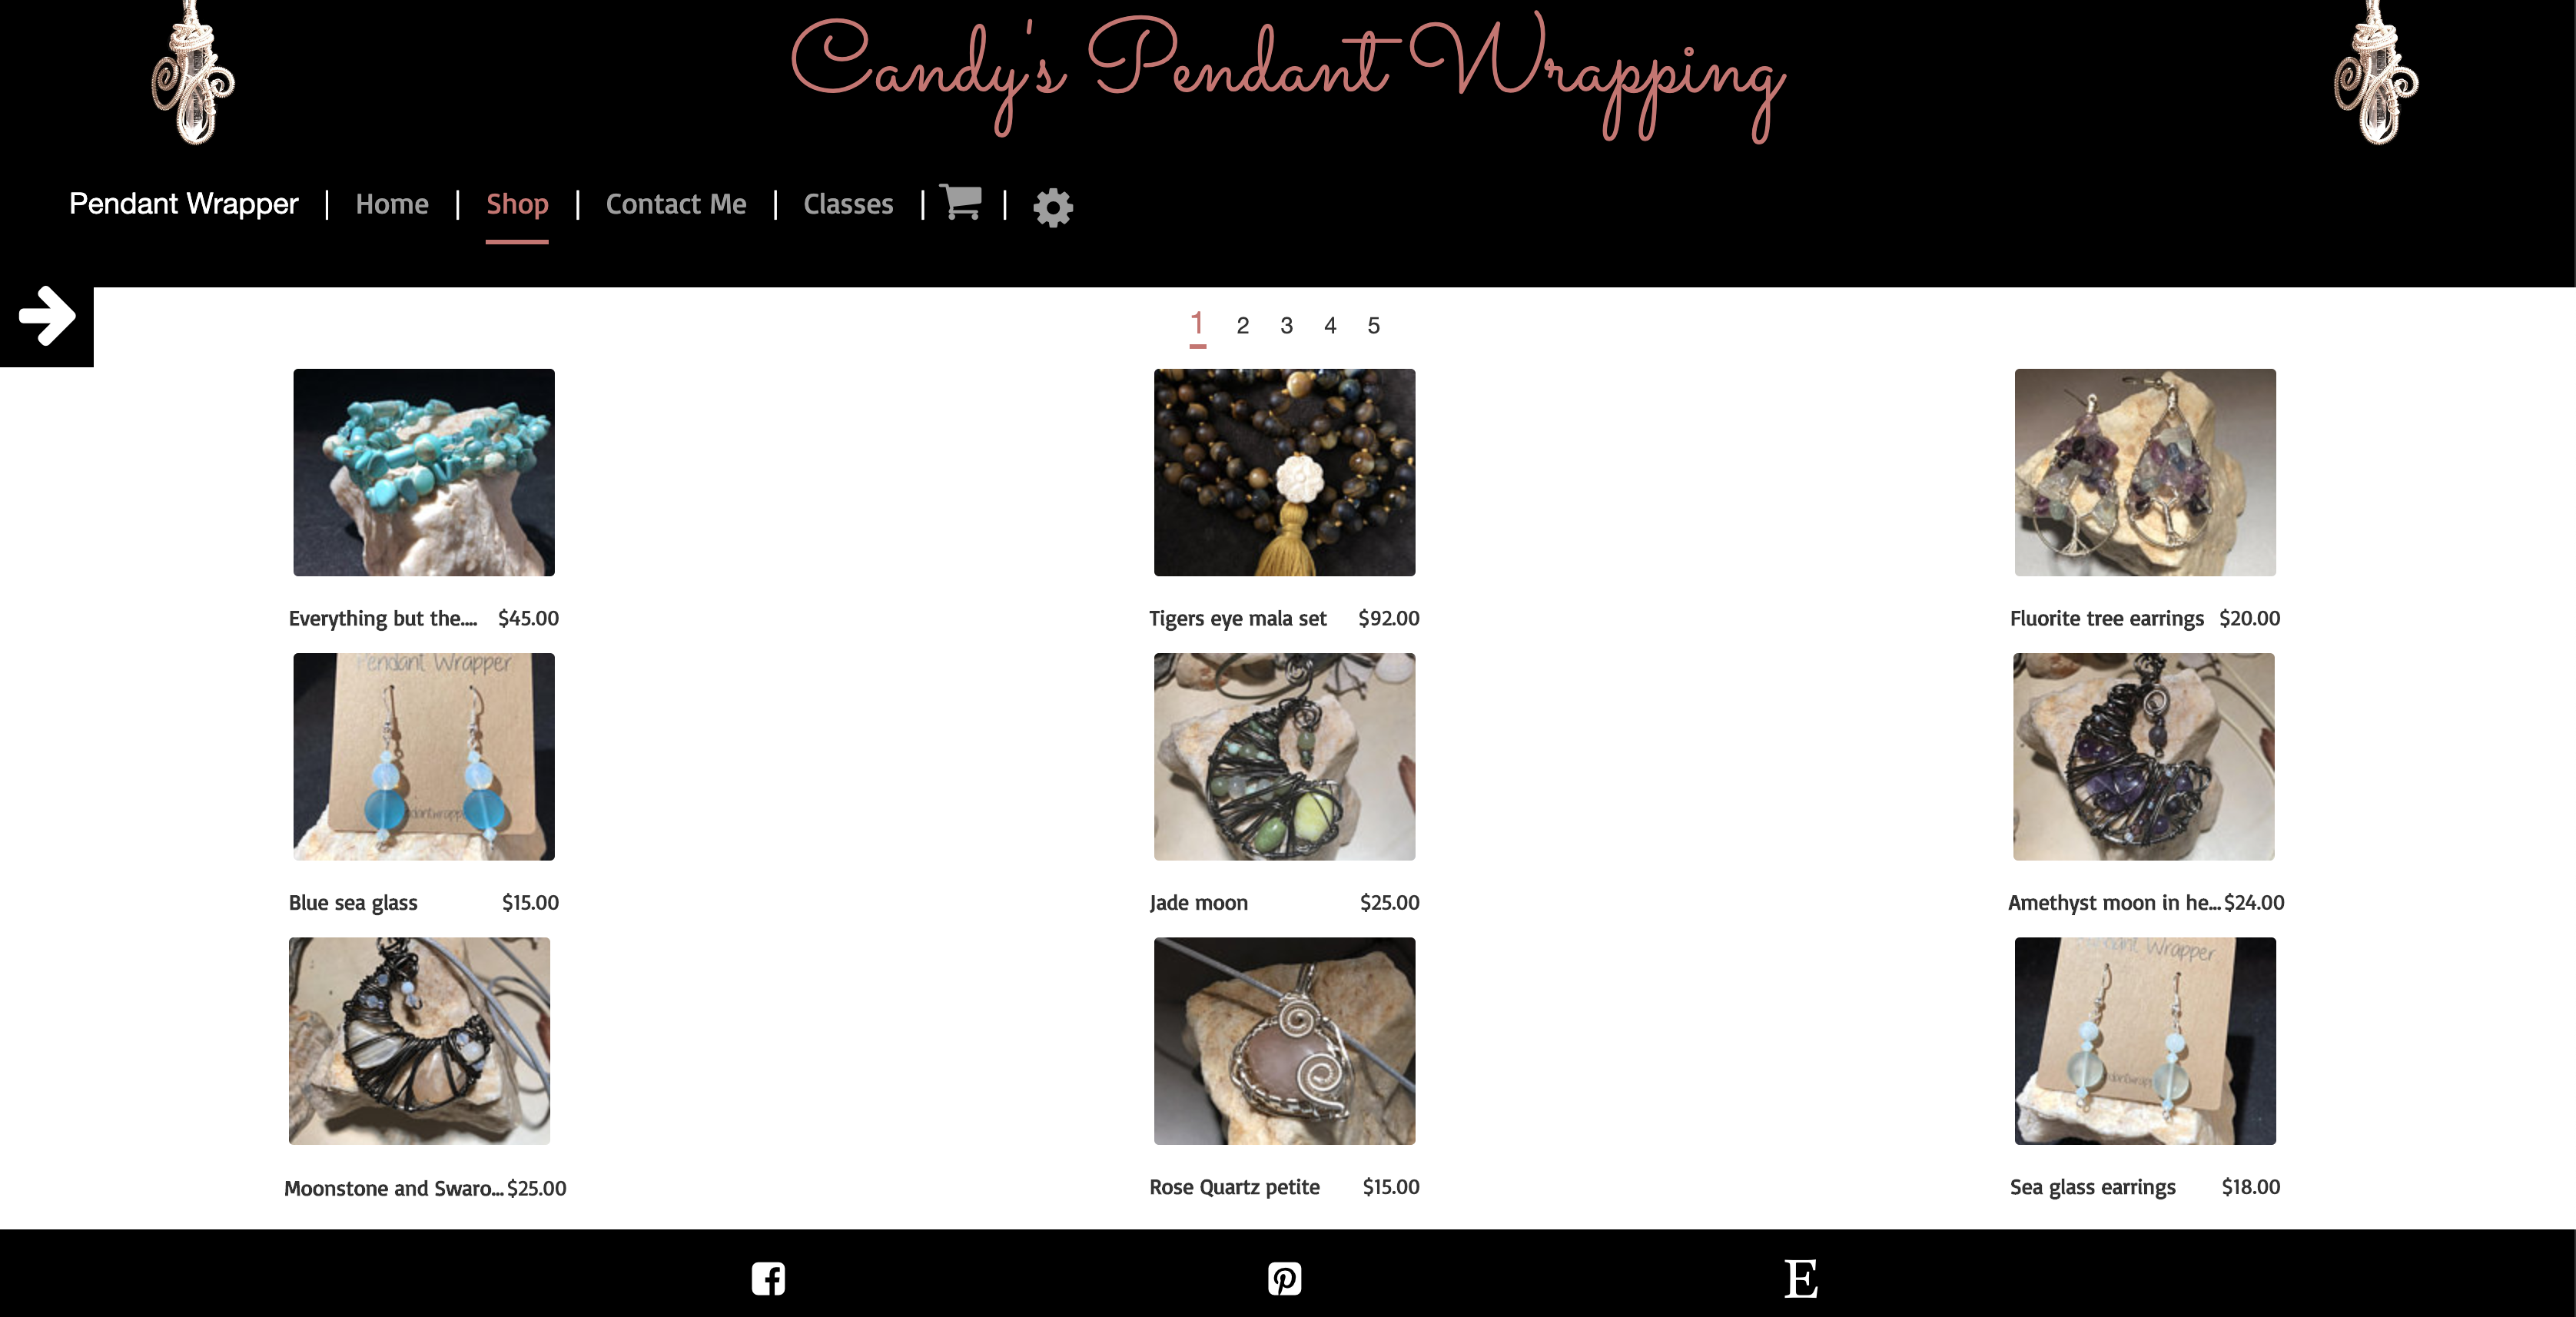 Candy's Pendant Wrapping
Pendant Wrapper | Home | Shop | Contact Me | Classes | |
1 2 3 4 5
Everything but the.... $45.00
Tigers eye mala set $92.00
Fluorite tree earrings $20.00
Pendant Wrapper
Wrapper
Blue sea glass $15.00
Jade moon $25.00
Amethyst moon in he... $24.00
Moonstone and Swaro... $25.00
Rose Quartz petite $15.00
Sea glass earrings $18.00
E